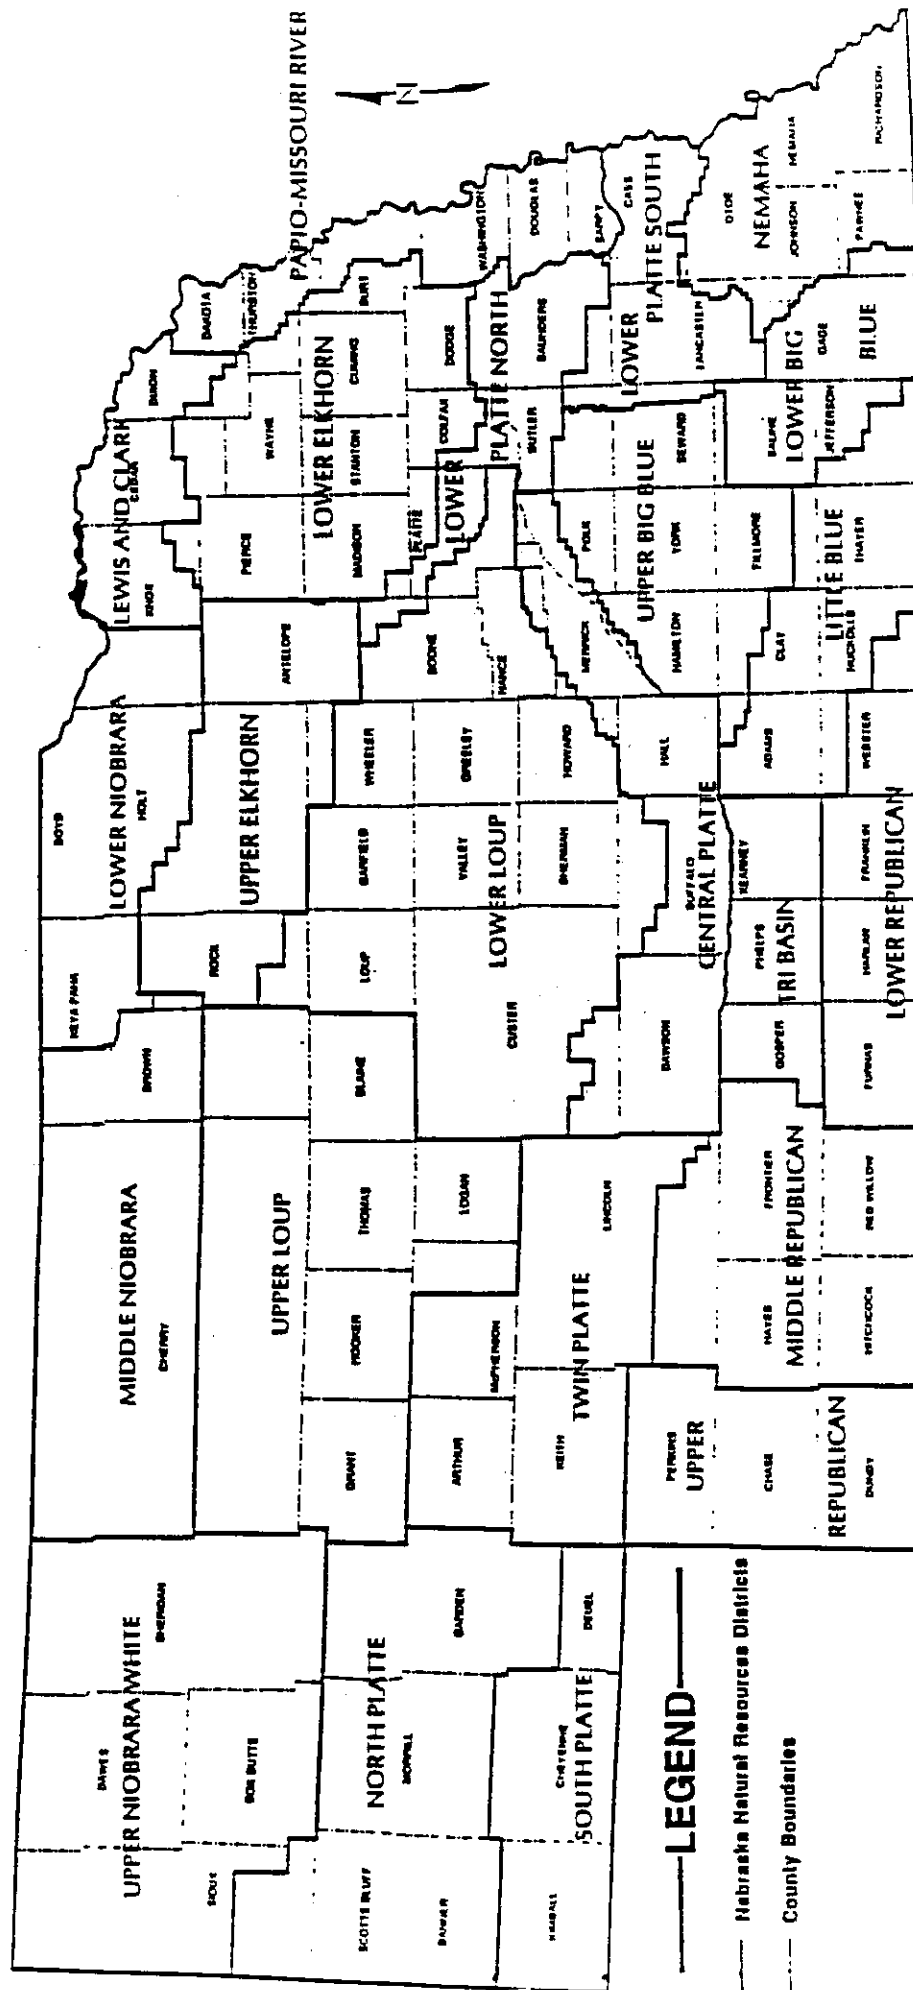 PAPIO-MISSOURI RIVER
N
LEWIS AND CLARK
LOWER NIOBRARA
MIDDLE NIOBRARA
UPPER NIOBRARA WHITE
UPPER ELKHORN
LOWER ELKHORN
UPPER LOUP
LOWER LOUP
LOWER
PLATTE NORTH
NORTH PLATTE
SOUTH PLATTE
TWIN PLATTE
CENTRAL PLATTE
LOWER
PLATTE SOUTH
UPPER BIG BLUE
LOWER BIG
BLUE
LITTLE BLUE
NEMAHA
TRI BASIN
UPPER
REPUBLICAN
MIDDLE REPUBLICAN
LOWER REPUBLICAN
DAWES
SHERIDAN
SIOUX
BOX BUTTE
CHERRY
BROWN
KEYA PAHA
BOYD
HOLT
ROCK
KNOX
CEDAR
DIXON
DAKOTA
THURSTON
ANTELOPE
PIERCE
WAYNE
SCOTTS BLUFF
BANNER
MORRILL
GARDEN
KIMBALL
CHEYENNE
DEUEL
GRANT
HOOKER
THOMAS
BLAINE
LOUP
GARFIELD
WHEELER
MADISON
STANTON
CUMING
BURT
ARTHUR
McPHERSON
LOGAN
CUSTER
VALLEY
GREELEY
BOONE
NANCE
PLATTE
COLFAX
DODGE
WASHINGTON
DOUGLAS
SARPY
KEITH
LINCOLN
SHERMAN
HOWARD
MERRICK
POLK
BUTLER
SAUNDERS
CASS
PERKINS
DAWSON
BUFFALO
HALL
HAMILTON
YORK
SEWARD
LANCASTER
OTOE
CHASE
HAYES
FRONTIER
GOSPER
PHELPS
KEARNEY
ADAMS
CLAY
FILLMORE
SALINE
GAGE
JOHNSON
NEMAHA
DUNDY
HITCHCOCK
RED WILLOW
FURNAS
HARLAN
FRANKLIN
WEBSTER
NUCKOLLS
THAYER
JEFFERSON
PAWNEE
RICHARDSON
LEGEND
Nebraska Natural Resources Districts
County Boundaries